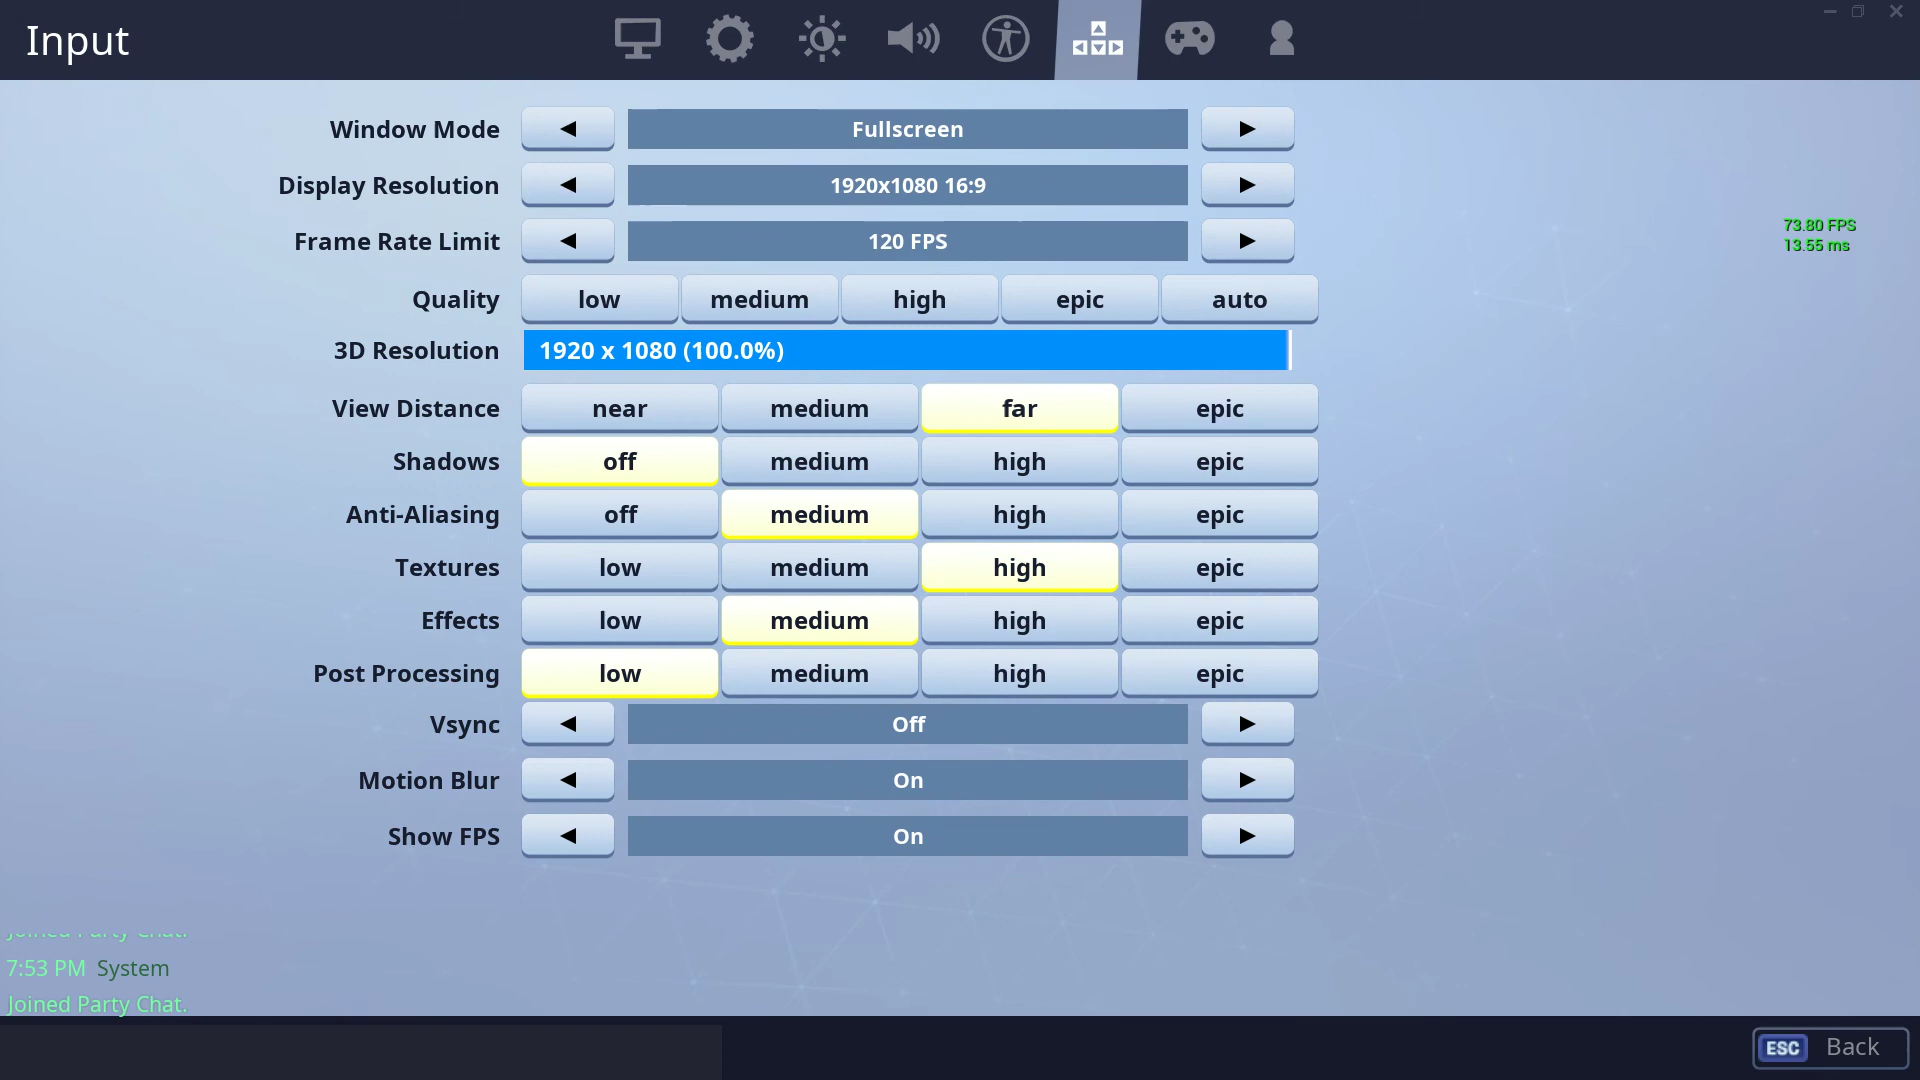 Input
Window Mode Fullscreen
Display Resolution 1920x1080 16:9
Frame Rate Limit 120 FPS
73.80 FPS
13.55 ms
Quality low medium high epic auto
3D Resolution 1920 x 1080 (100.0%)
View Distance near medium far epic
Shadows off medium high epic
Anti-Aliasing off medium high epic
Textures low medium high epic
Effects low medium high epic
Post Processing low medium high epic
Vsync Off
Motion Blur On
Show FPS On
Joined Party Chat.
7:53 PM System
Joined Party Chat.
ESC Back